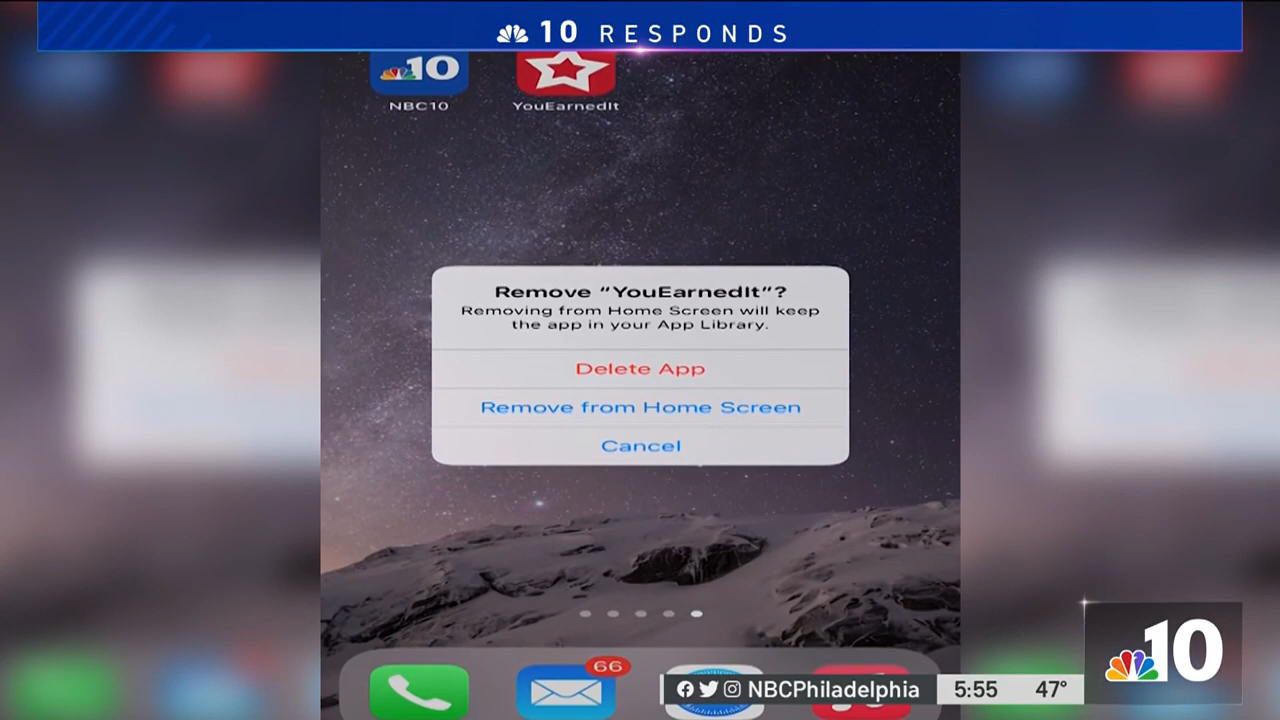 10 RESPONDS
10
NBC10
YouEarnedIt
Remove “YouEarnedIt”?
Removing from Home Screen will keep
the app in your App Library.
Delete App
Remove from Home Screen
Cancel
66
NBCPhiladelphia
5:55
47°
10